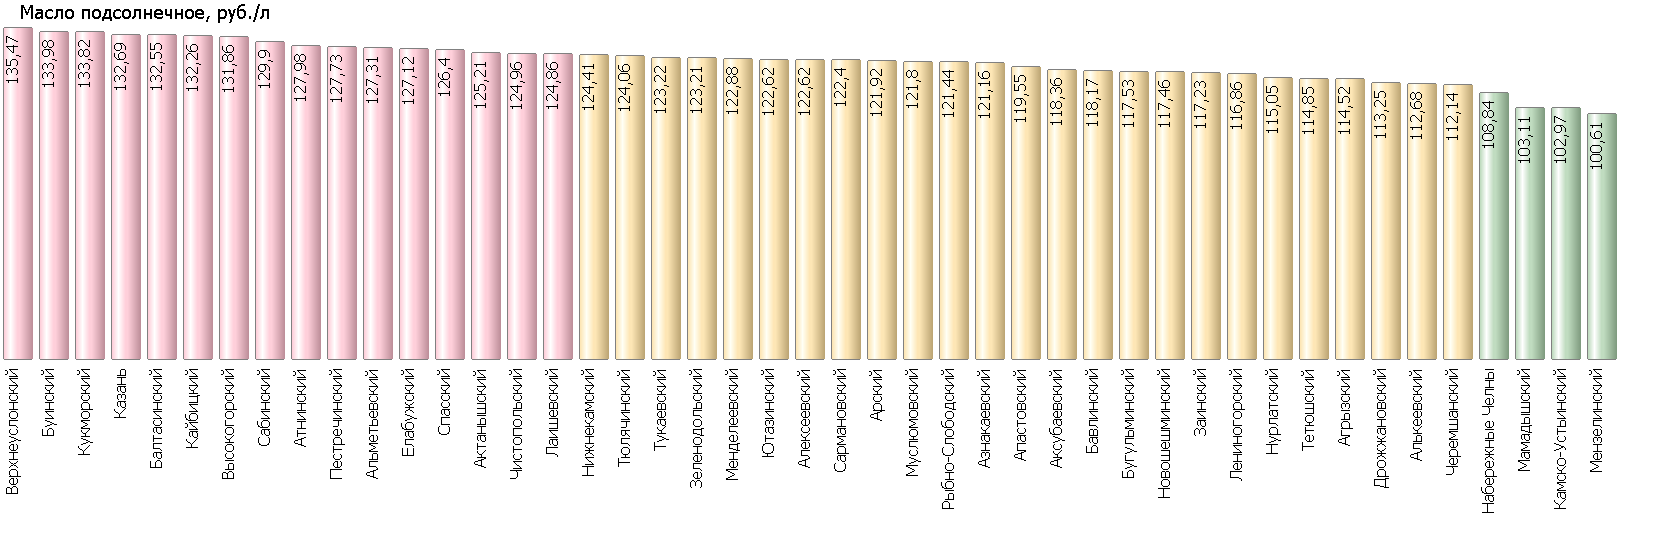 Масло подсолнечное, руб./л
135,47
133,98
133,82
132,69
132,55
132,26
131,86
129,9
127,98
127,73
127,31
127,12
126,4
125,21
124,96
124,86
124,41
124,06
123,22
123,21
122,88
122,62
122,62
122,4
121,92
121,8
121,44
121,16
119,55
118,36
118,17
117,53
117,46
117,23
116,86
115,05
114,85
114,52
113,25
112,68
112,14
108,84
103,11
102,97
100,61
Верхнеуслонский
Буинский
Кукморский
Казань
Балтасинский
Кайбицкий
Высокогорский
Сабинский
Атнинский
Пестречинский
Альметьевский
Елабужский
Спасский
Актанышский
Чистопольский
Лаишевский
Нижнекамский
Тюлячинский
Тукаевский
Зеленодольский
Менделеевский
Ютазинский
Алексеевский
Сармановский
Арский
Муслюмовский
Рыбно-Слободский
Азнакаевский
Апастовский
Аксубаевский
Бавлинский
Бугульминский
Новошешминский
Заинский
Лениногорский
Нурлатский
Тетюшский
Агрызский
Дрожжановский
Алькеевский
Черемшанский
Набережные Челны
Мамадышский
Камско-Устьинский
Мензелинский